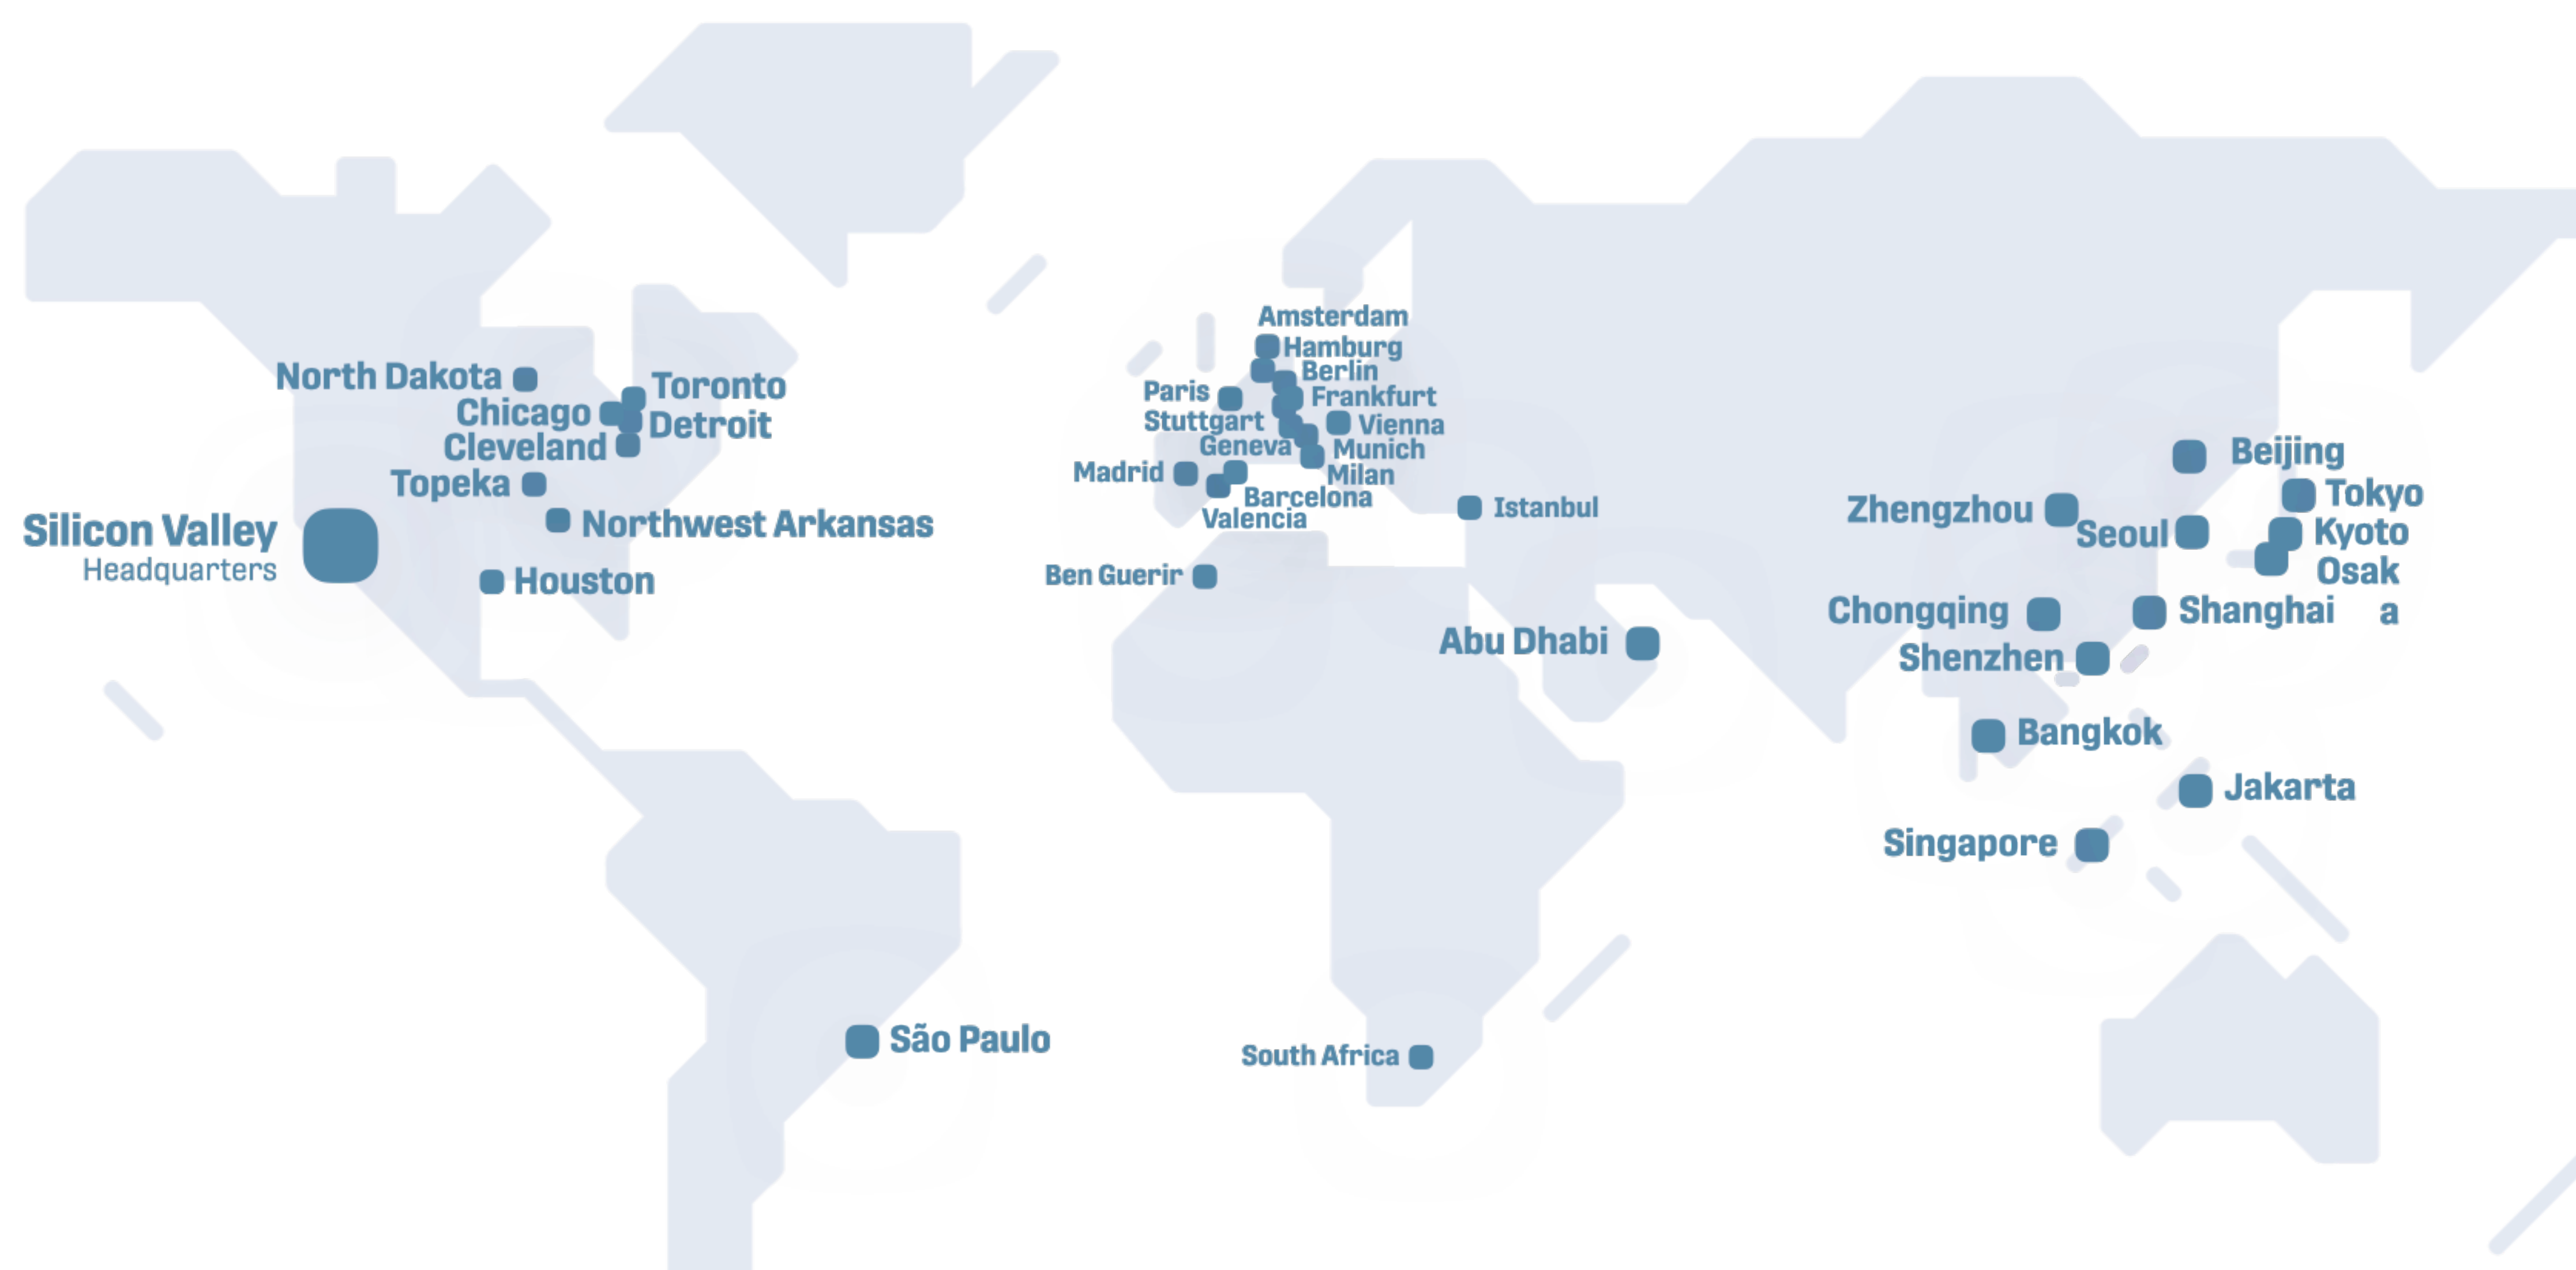 North Dakota
Toronto
Chicago
Detroit
Cleveland
Topeka
Silicon Valley
Headquarters
Northwest Arkansas
Houston
São Paulo
Amsterdam
Hamburg
Berlin
Paris
Frankfurt
Stuttgart
Vienna
Geneva
Munich
Madrid
Milan
Barcelona
Valencia
Istanbul
Ben Guerir
Abu Dhabi
South Africa
Beijing
Tokyo
Zhengzhou
Seoul
Kyoto
Osak
a
Chongqing
Shanghai
Shenzhen
Bangkok
Jakarta
Singapore